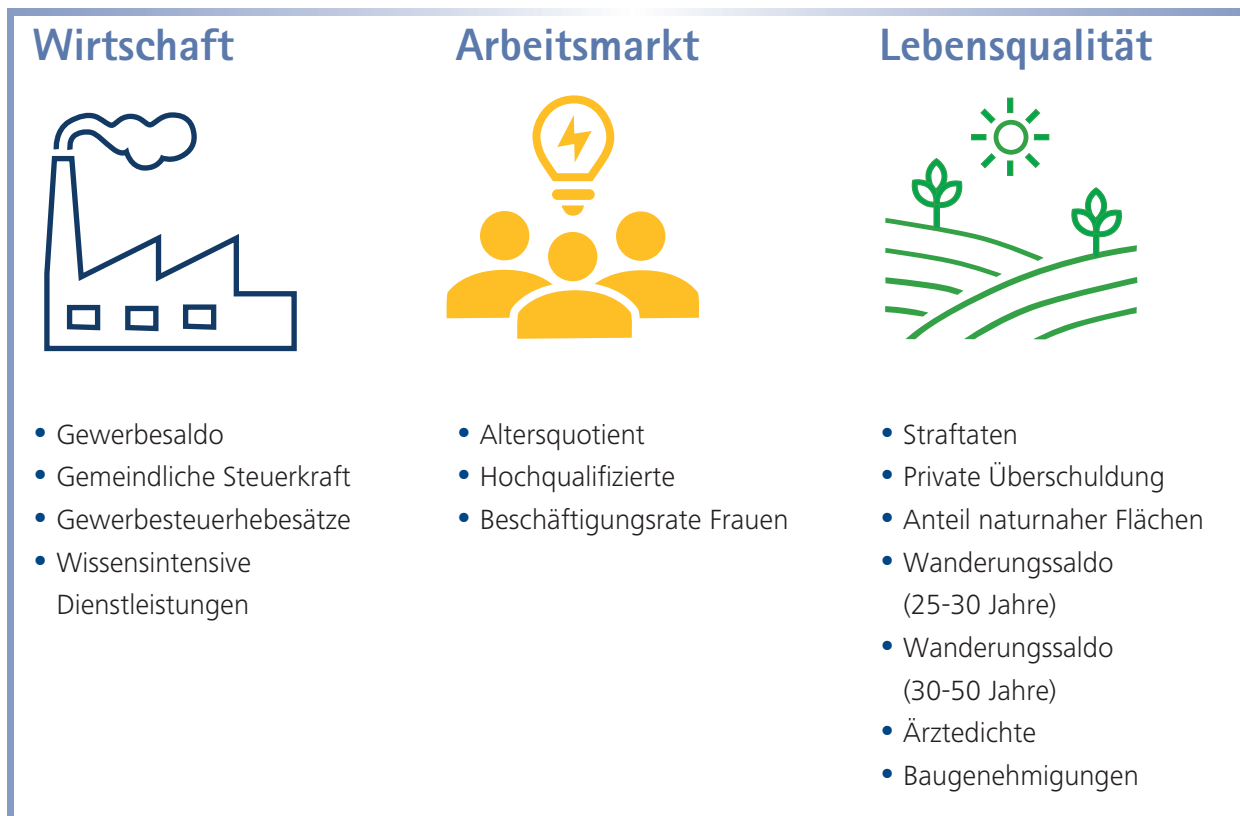 Wirtschaft
• Gewerbesaldo
• Gemeindliche Steuerkraft
• Gewerbesteuerhebesätze
• Wissensintensive
Dienstleistungen
Arbeitsmarkt
• Altersquotient
• Hochqualifizierte
• Beschäftigungsrate Frauen
Lebensqualität
• Straftaten
• Private Überschuldung
• Anteil naturnaher Flächen
• Wanderungssaldo
(25-30 Jahre)
• Wanderungssaldo
(30-50 Jahre)
• Ärztedichte
• Baugenehmigungen